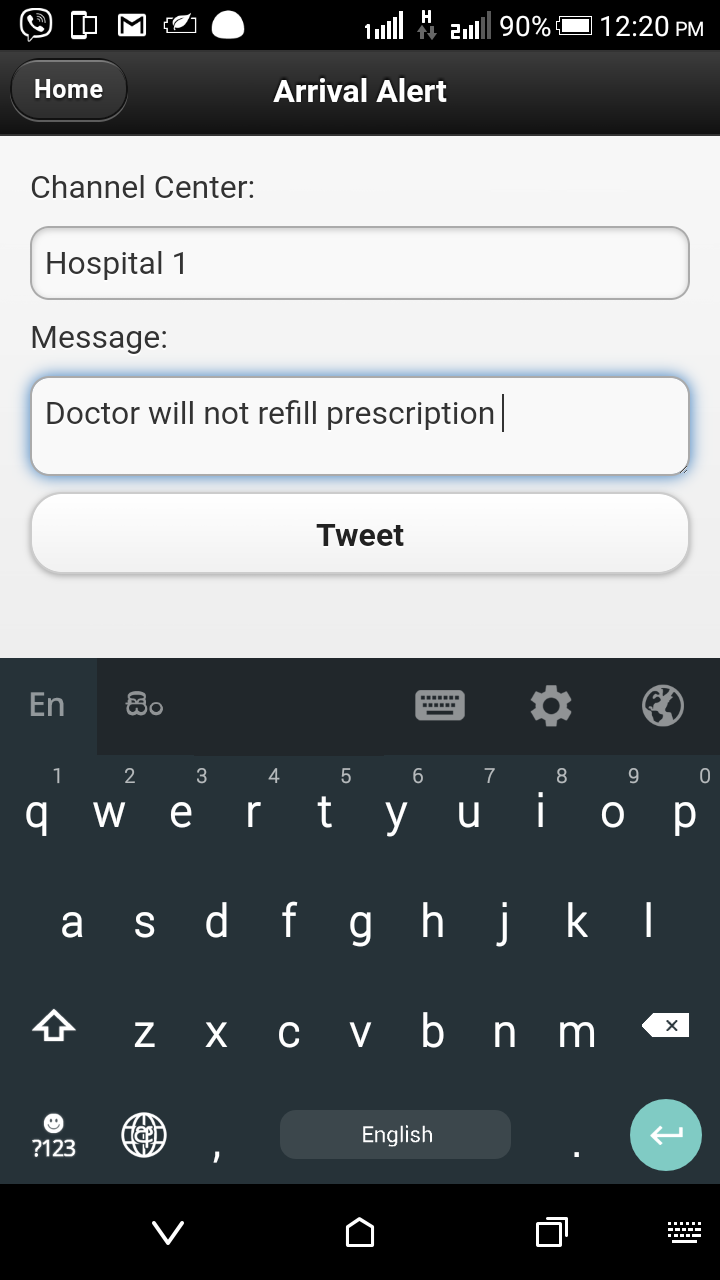 H
1 2 90% 12:20 PM
Home Arrival Alert
Channel Center:
Hospital 1
Message:
Doctor will not refill prescription
Tweet
En සිං
1 2 3 4 5 6 7 8 9 0
q w e r t y u i o p
a s d f g h j k l
z x c v b n m
?123 , English .